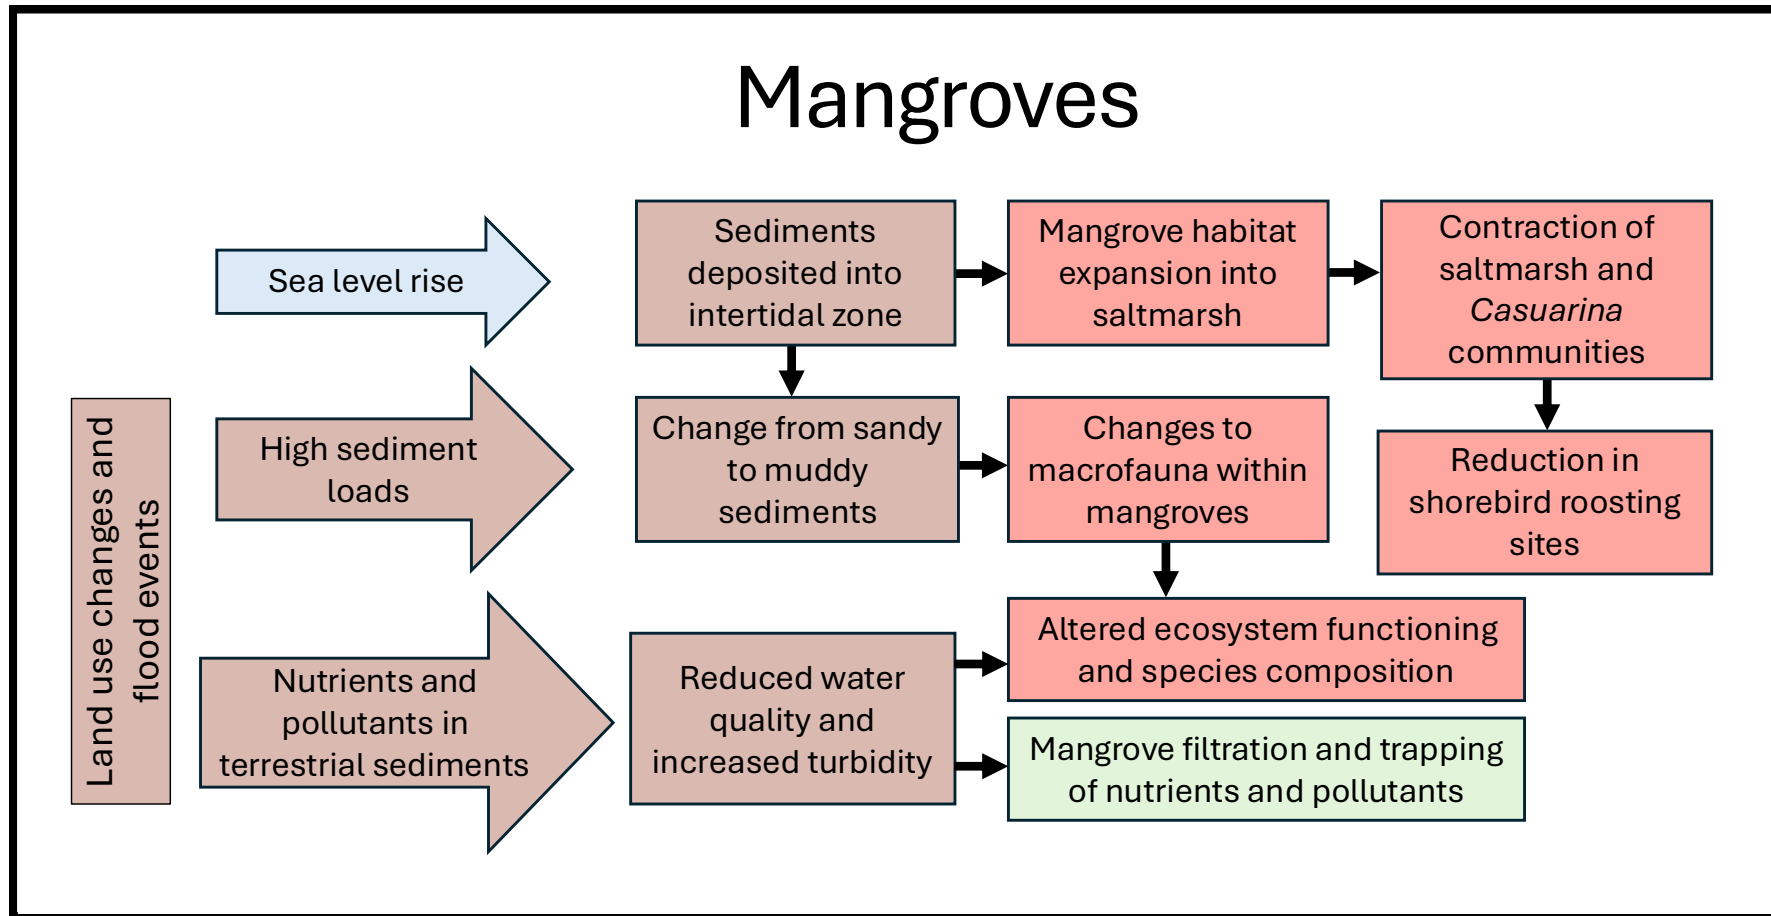 Mangroves
Land use changes and
flood events
Sea level rise
High sediment
loads
Nutrients and
pollutants in
terrestrial sediments
Sediments
deposited into
intertidal zone
Mangrove habitat
expansion into
saltmarsh
Contraction of
saltmarsh and
Casuarina
communities
Change from sandy
to muddy
sediments
Changes to
macrofauna within
mangroves
Reduction in
shorebird roosting
sites
Reduced water
quality and
increased turbidity
Altered ecosystem functioning
and species composition
Mangrove filtration and trapping
of nutrients and pollutants